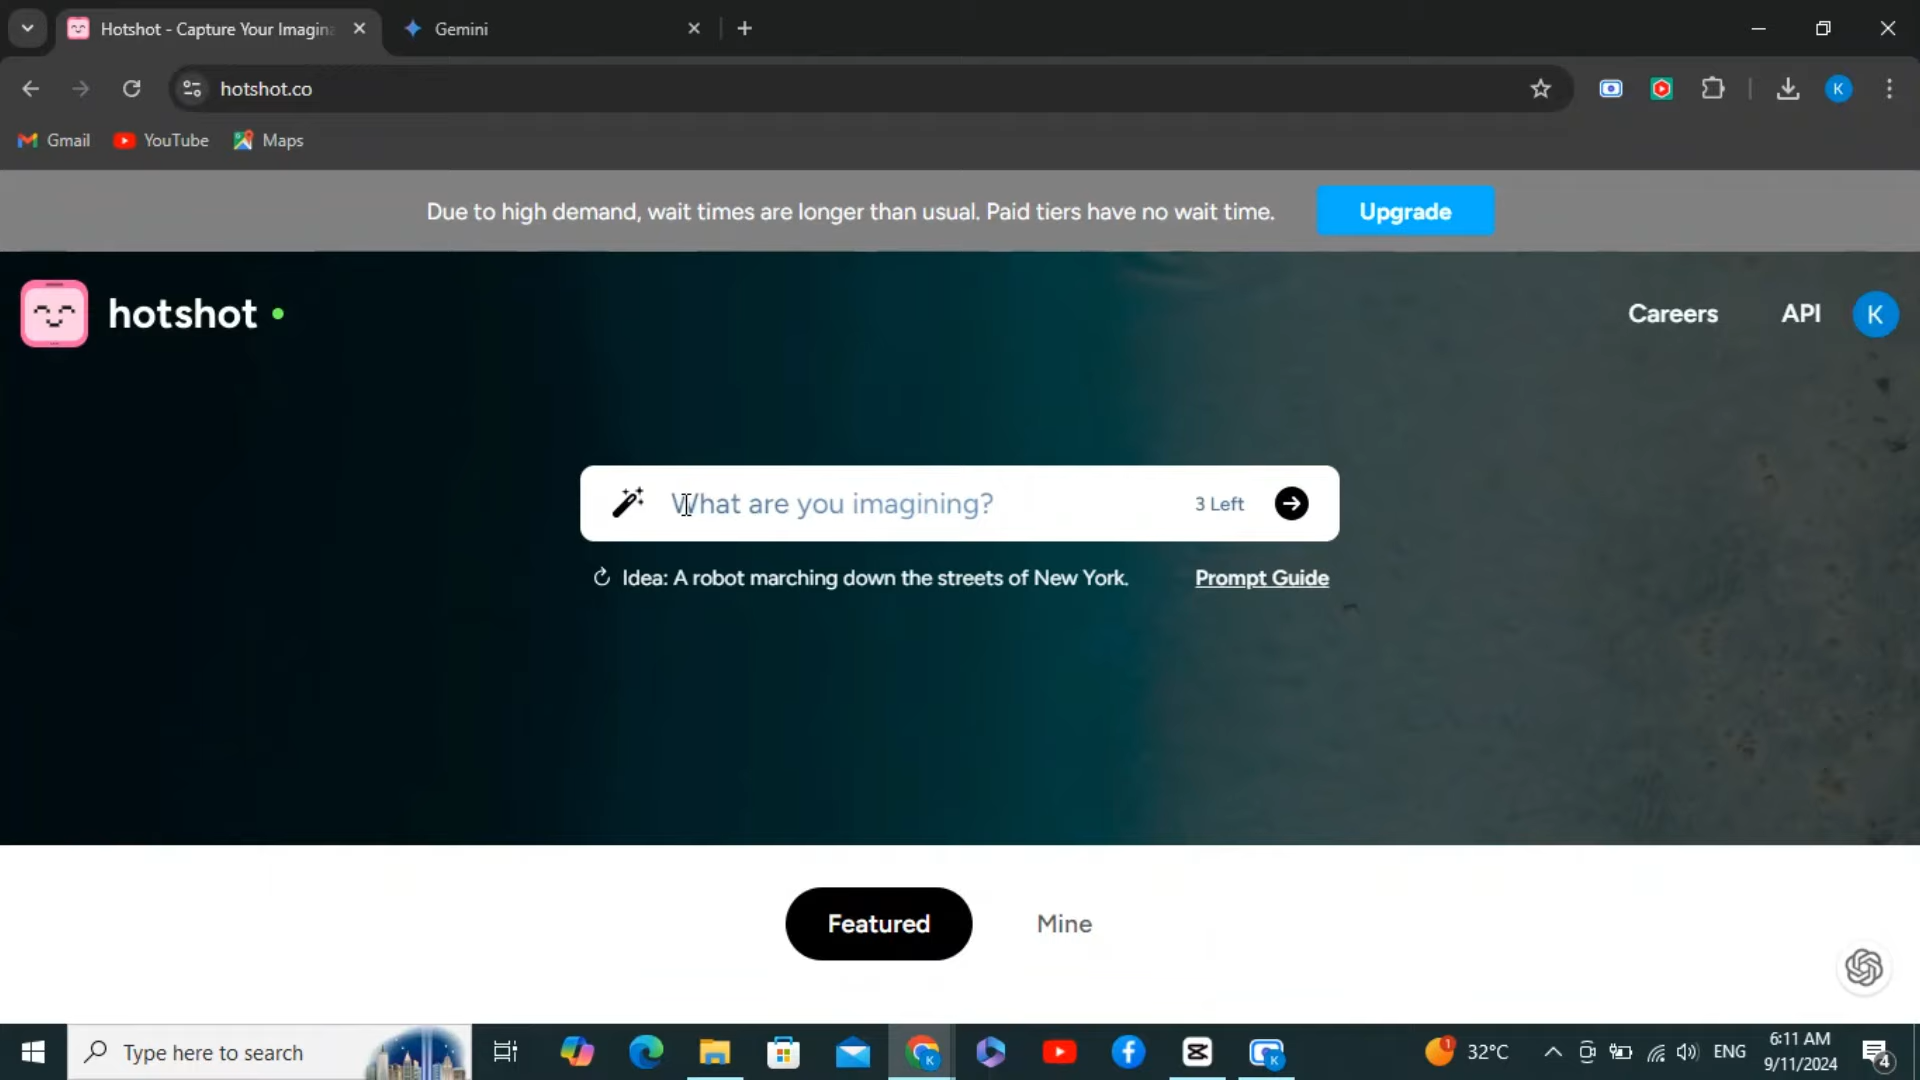 Hotshot - Capture Your Imagina
Gemini
hotshot.co
K
Gmail
YouTube
Maps
Due to high demand, wait times are longer than usual. Paid tiers have no wait time.
Upgrade
hotshot
Careers
API
K
What are you imagining?
3 Left
Idea: A robot marching down the streets of New York.
Prompt Guide
Featured
Mine
Type here to search
K
K
1
32°C
ENG
6:11 AM
9/11/2024
4